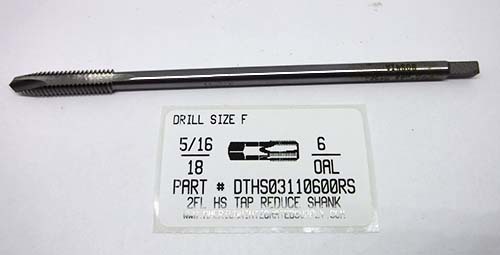 DRILL SIZE F
5/16 6
18 OAL
PART # DTHS03110600RS
2FL HS TAP REDUCE SHANK